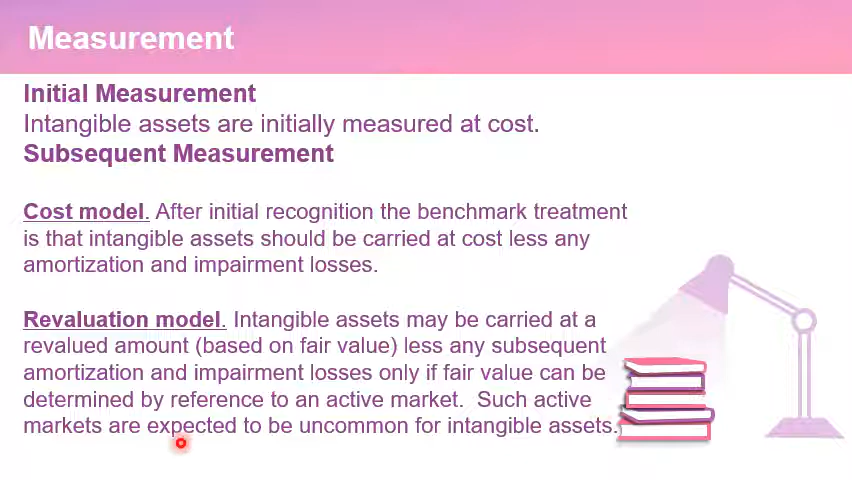 Measurement
Initial Measurement
Intangible assets are initially measured at cost.
Subsequent Measurement
Cost model. After initial recognition the benchmark treatment
is that intangible assets should be carried at cost less any
amortization and impairment losses.
Revaluation model. Intangible assets may be carried at a
revalued amount (based on fair value) less any subsequent
amortization and impairment losses only if fair value can be
determined by reference to an active market.  Such active
markets are expected to be uncommon for intangible assets.